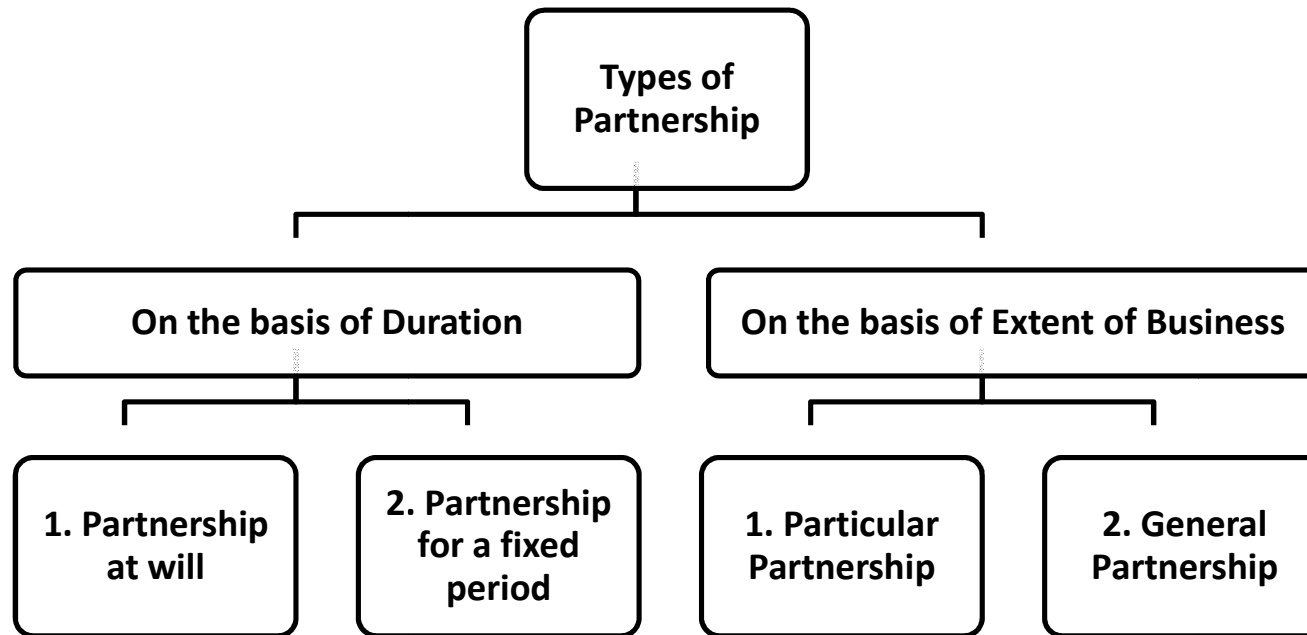 Types of
Partnership
On the basis of Duration
On the basis of Extent of Business
1. Partnership
at will
2. Partnership
for a fixed
period
1. Particular
Partnership
2. General
Partnership